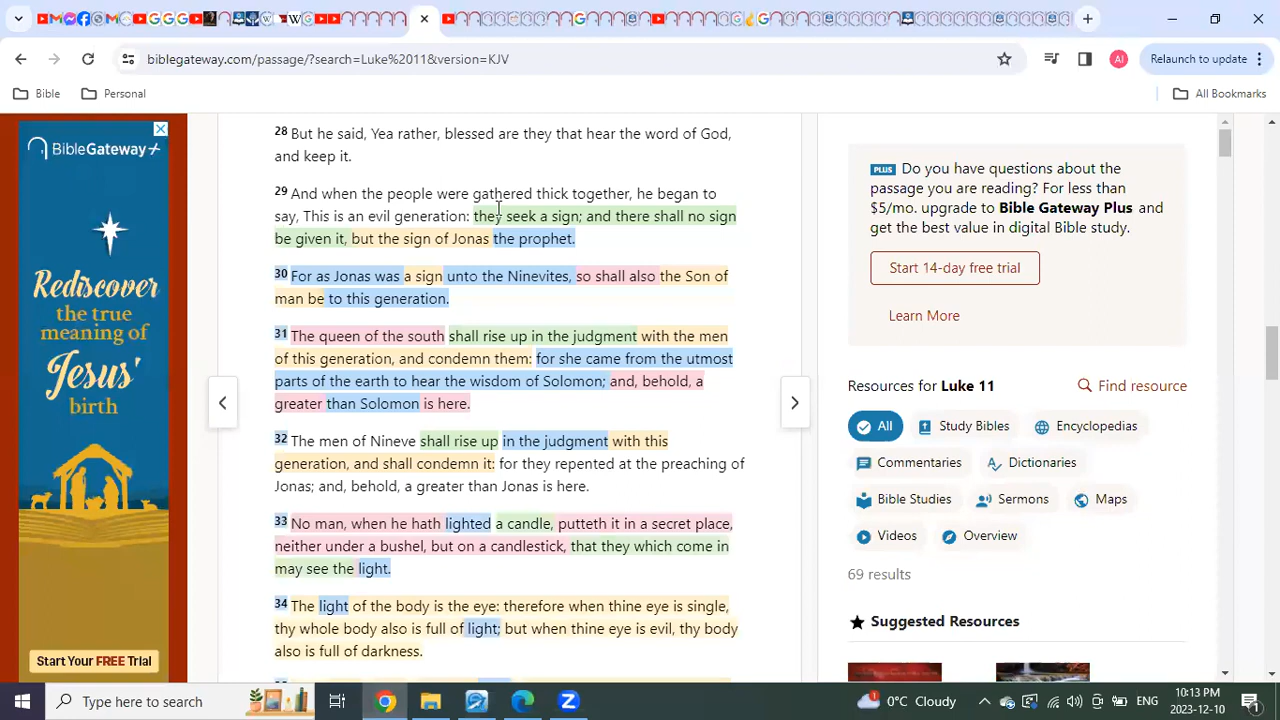 biblegateway.com/passage/?search=Luke%2011&version=KJV
AI
Relaunch to update
Bible
Personal
All Bookmarks
BibleGateway+
Rediscover
the true
meaning of
Jesus'
birth
Start Your FREE Trial
28 But he said, Yea rather, blessed are they that hear the word of God,
and keep it.
29 And when the people were gathered thick together, he began to
say, This is an evil generation: they seek a sign; and there shall no sign
be given it, but the sign of Jonas the prophet.
30 For as Jonas was a sign unto the Ninevites, so shall also the Son of
man be to this generation.
31 The queen of the south shall rise up in the judgment with the men
of this generation, and condemn them: for she came from the utmost
parts of the earth to hear the wisdom of Solomon; and, behold, a
greater than Solomon is here.
32 The men of Nineve shall rise up in the judgment with this
generation, and shall condemn it: for they repented at the preaching of
Jonas; and, behold, a greater than Jonas is here.
33 No man, when he hath lighted a candle, putteth it in a secret place,
neither under a bushel, but on a candlestick, that they which come in
may see the light.
34 The light of the body is the eye: therefore when thine eye is single,
thy whole body also is full of light; but when thine eye is evil, thy body
also is full of darkness.
PLUS Do you have questions about the
passage you are reading? For less than
$5/mo. upgrade to Bible Gateway Plus and
get the best value in digital Bible study.
Start 14-day free trial
Learn More
Resources for Luke 11
Find resource
All
Study Bibles
Encyclopedias
Commentaries
Dictionaries
Bible Studies
Sermons
Maps
Videos
Overview
69 results
Suggested Resources
Type here to search
0°C Cloudy
ENG
10:13 PM
2023-12-10
1